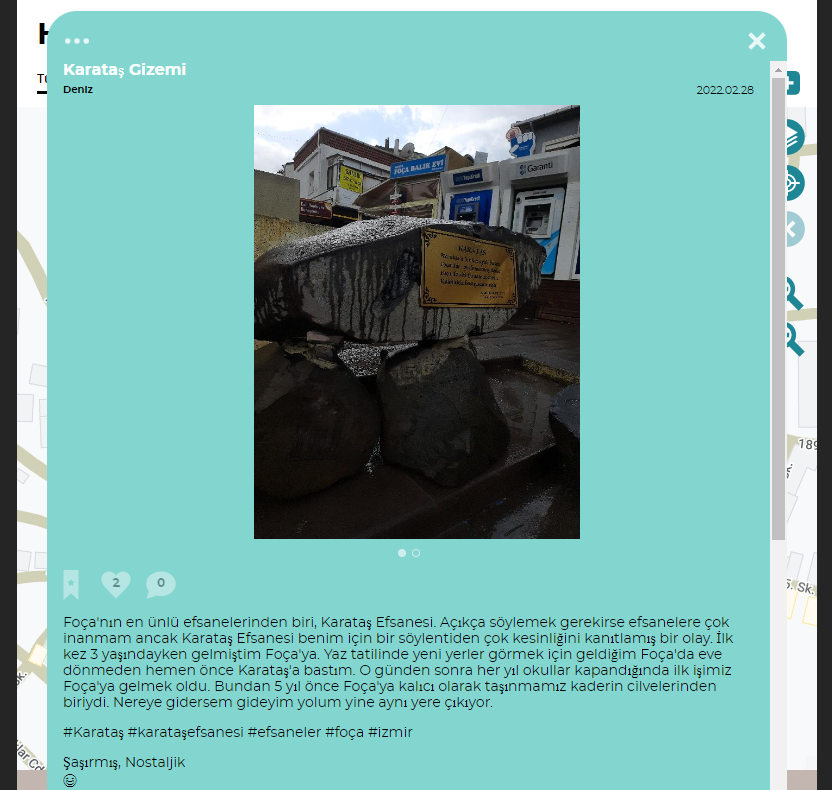 Karataş Gizemi
Deniz
2022.02.28
FOÇA BALIK EVİ
Garanti
KARATAŞ
2
0
Foça'nın en ünlü efsanelerinden biri, Karataş Efsanesi. Açıkça söylemek gerekirse efsanelere çok
inanmam ancak Karataş Efsanesi benim için bir söylentiden çok kesinliğini kanıtlamış bir olay. İlk
kez 3 yaşındayken gelmiştim Foça'ya. Yaz tatilinde yeni yerler görmek için geldiğim Foça'da eve
dönmeden hemen önce Karataş'a bastım. O günden sonra her yıl okullar kapandığında ilk işimiz
Foça'ya gelmek oldu. Bundan 5 yıl önce Foça'ya kalıcı olarak taşınmamız kaderin cilvelerinden
biriydi. Nereye gidersem gideyim yolum yine aynı yere çıkıyor.
#Karataş #karataşefsanesi #efsaneler #foça #izmir
Şaşırmış, Nostaljik